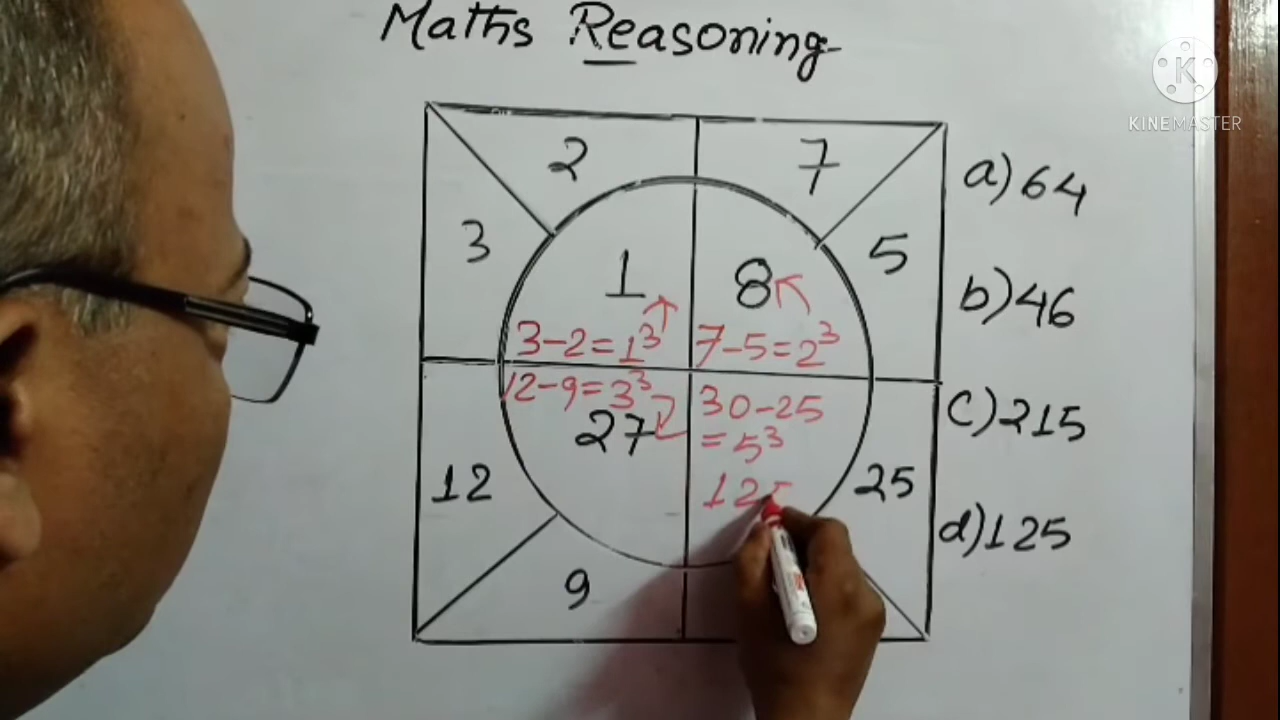 Maths Reasoning
KINEMASTER
2
7
a) 64
3
5
1
8
b) 46
3-2=1³
7-5=2³
12-9=3³
30-25
27
=5³
c) 215
12
125
25
d) 125
9